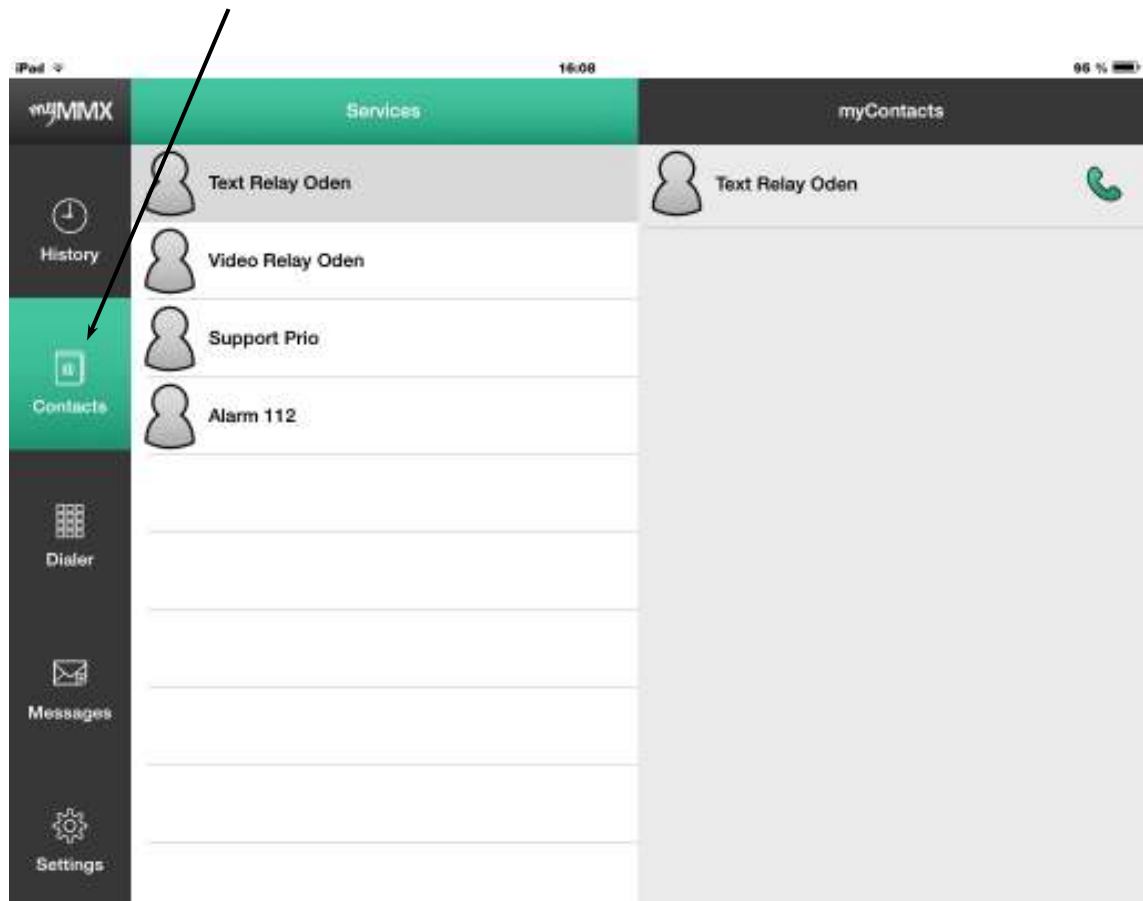 iPad 16:08 96 %
myMMX Services myContacts
Text Relay Oden Text Relay Oden
History
Video Relay Oden
Support Prio
Contacts
Alarm 112
Dialer
Messages
Settings